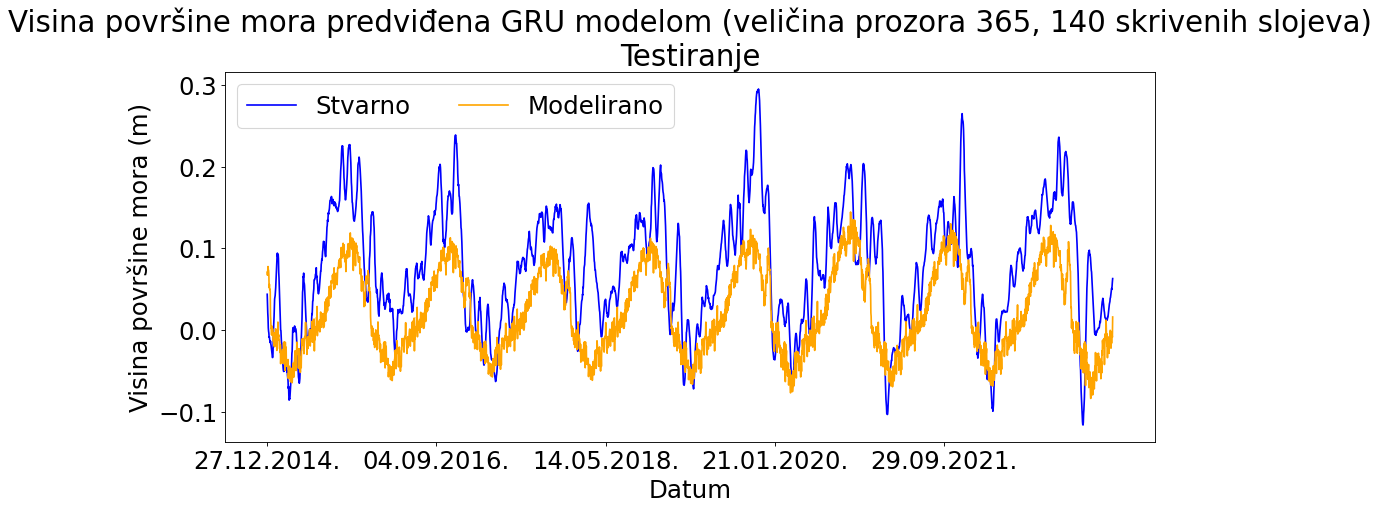 Visina površine mora predviđena GRU modelom (veličina prozora 365, 140 skrivenih slojeva)
Testiranje
Stvarno
Modelirano
Visina površine mora (m)
0.3
0.2
0.1
0.0
−0.1
27.12.2014.
04.09.2016.
14.05.2018.
21.01.2020.
29.09.2021.
Datum